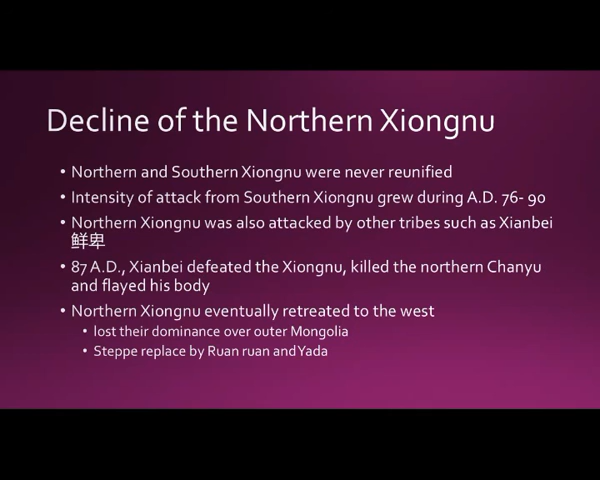 Decline of the Northern Xiongnu
• Northern and Southern Xiongnu were never reunified
• Intensity of attack from Southern Xiongnu grew during A.D. 76- 90
• Northern Xiongnu was also attacked by other tribes such as Xianbei
鲜卑
• 87 A.D., Xianbei defeated the Xiongnu, killed the northern Chanyu
and flayed his body
• Northern Xiongnu eventually retreated to the west
• lost their dominance over outer Mongolia
• Steppe replace by Ruan ruan and Yada